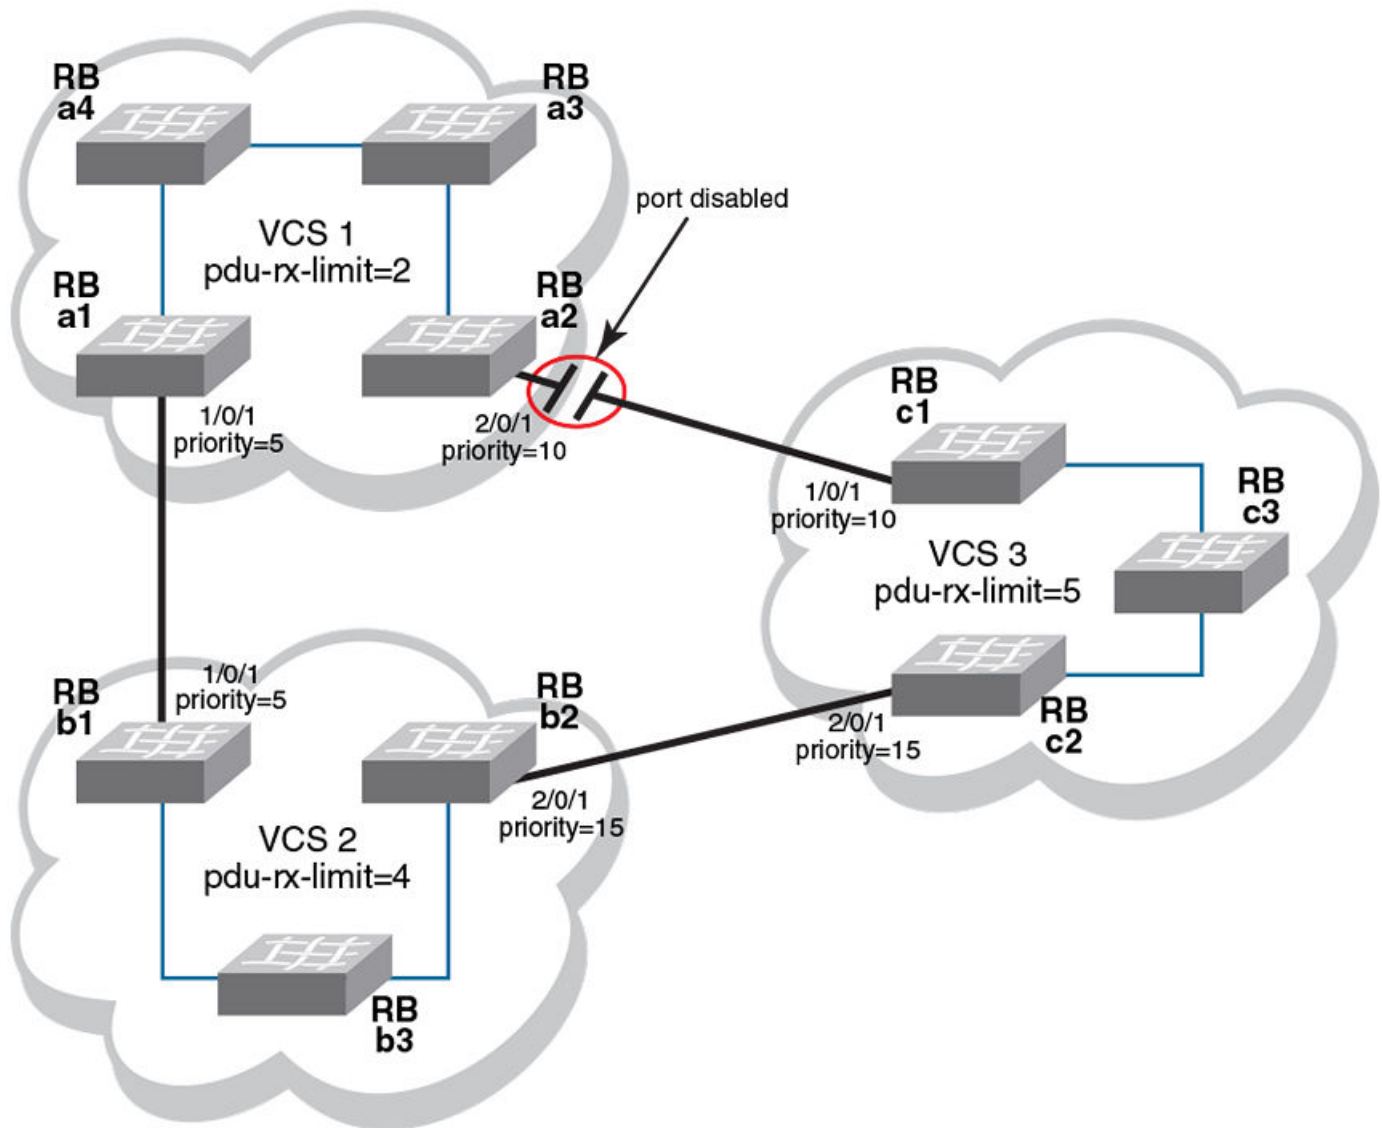 RB
a4
RB
a3
port disabled
VCS 1
pdu-rx-limit=2
RB
a1
RB
a2
1/0/1
priority=5
2/0/1
priority=10
RB
c1
1/0/1
priority=10
RB
c3
VCS 3
pdu-rx-limit=5
1/0/1
priority=5
RB
b1
RB
b2
2/0/1
priority=15
RB
c2
2/0/1
priority=15
VCS 2
pdu-rx-limit=4
RB
b3